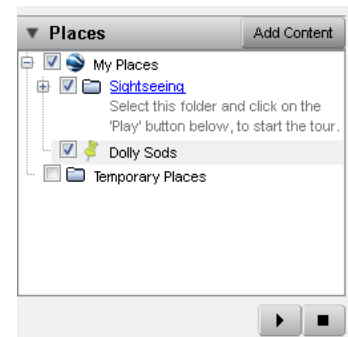 Places
Add Content
My Places
Sightseeing
Select this folder and click on the
'Play' button below, to start the tour.
Dolly Sods
Temporary Places